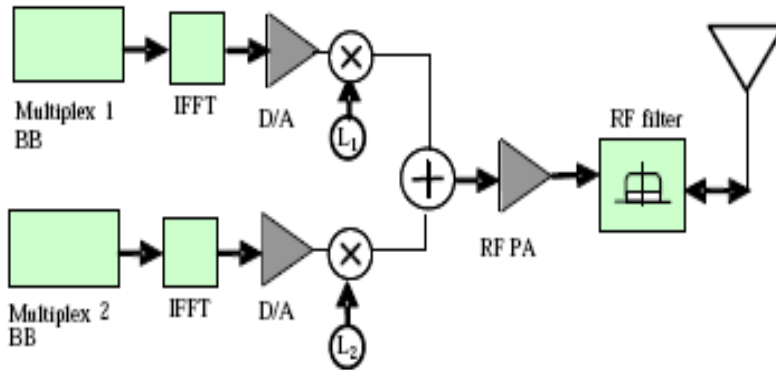 Multiplex 1
BB
IFFT
D/A
L1
RF PA
RF filter
Multiplex 2
BB
IFFT
D/A
L2